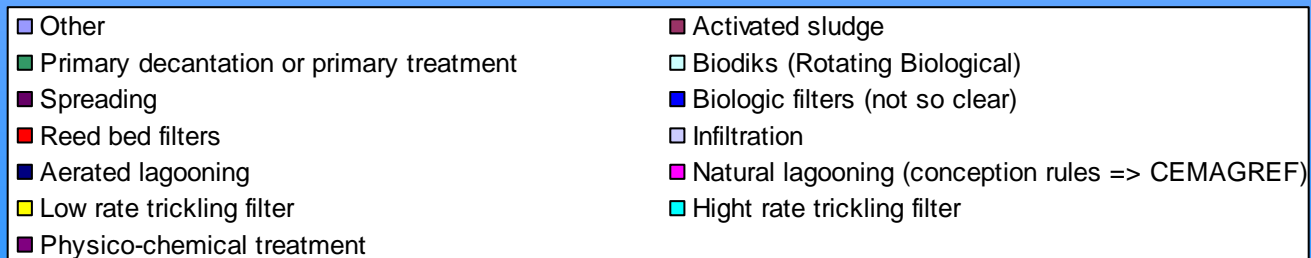 Other
Activated sludge
Primary decantation or primary treatment
Biodiks (Rotating Biological)
Spreading
Biologic filters (not so clear)
Reed bed filters
Infiltration
Aerated lagooning
Natural lagooning (conception rules => CEMAGREF)
Low rate trickling filter
Hight rate trickling filter
Physico-chemical treatment